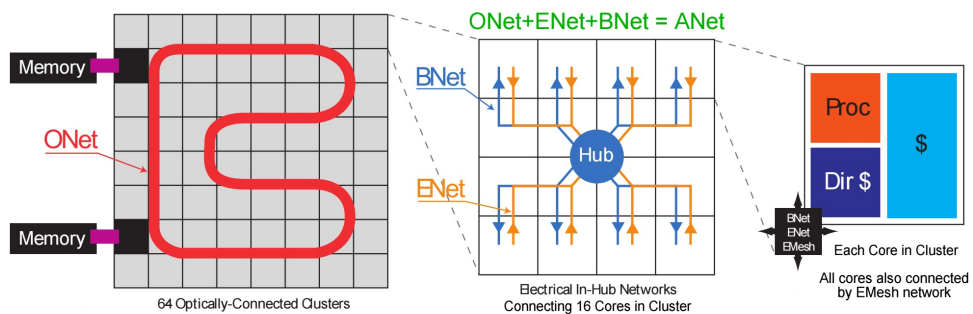 Memory
ONet
Memory
64 Optically-Connected Clusters
ONet+ENet+BNet = ANet
BNet
Hub
ENet
Electrical In-Hub Networks
Connecting 16 Cores in Cluster
Proc
$
Dir $
BNet
ENet
EMesh
Each Core in Cluster
All cores also connected
by EMesh network